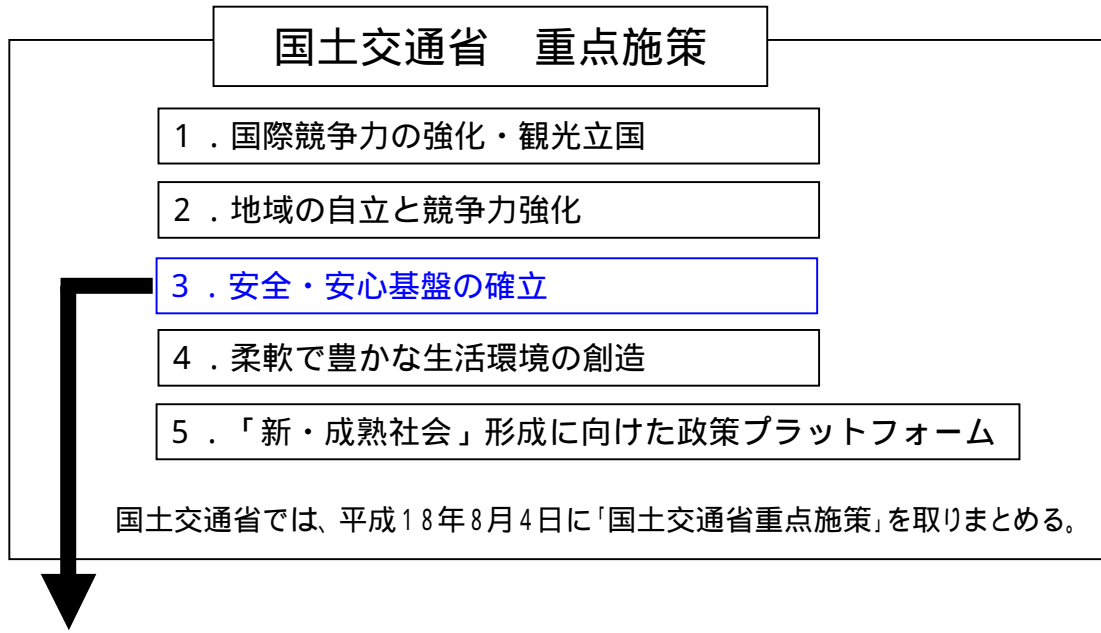 国土交通省　重点施策
１．国際競争力の強化・観光立国
２．地域の自立と競争力強化
３．安全・安心基盤の確立
４．柔軟で豊かな生活環境の創造
５．「新・成熟社会」形成に向けた政策プラットフォーム
国土交通省では、平成18年8月4日に「国土交通省重点施策」を取りまとめる。